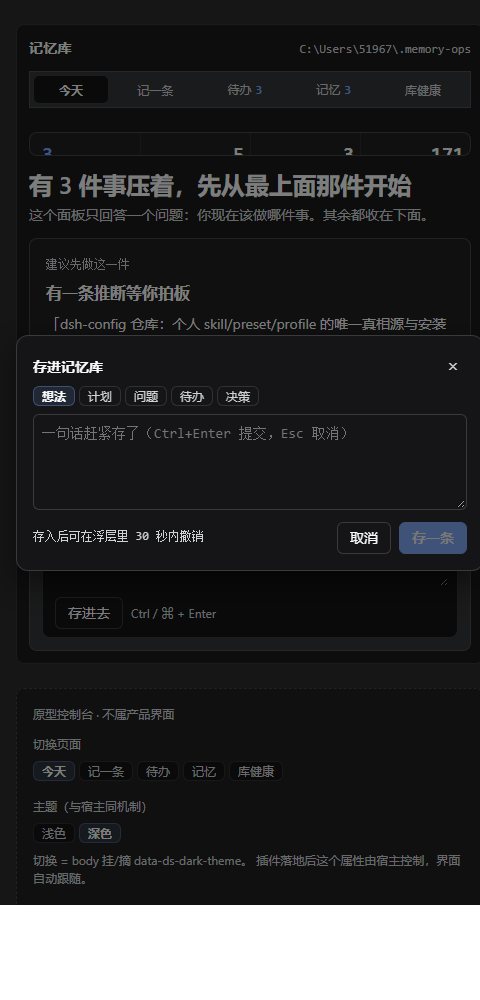 记忆库
C:\Users\51967\.memory-ops
今天 记一条 待办 3 记忆 3 库健康
3 5 3 171
有 3 件事压着，先从最上面那件开始
这个面板只回答一个问题：你现在该做哪件事。其余都收在下面。
建议先做这一件
有一条推断等你拍板
「dsh-config 仓库：个人 skill/preset/profile 的唯一真相源与安装
存进记忆库 ×
想法 计划 问题 待办 决策
一句话赶紧存了（Ctrl+Enter 提交，Esc 取消）
存入后可在浮层里 30 秒内撤销
取消 存一条
存进去 Ctrl / ⌘ + Enter
原型控制台 · 不属产品界面
切换页面
今天 记一条 待办 记忆 库健康
主题（与宿主同机制）
浅色 深色
切换 = body 挂/摘 data-ds-dark-theme。 插件落地后这个属性由宿主控制，界面
自动跟随。